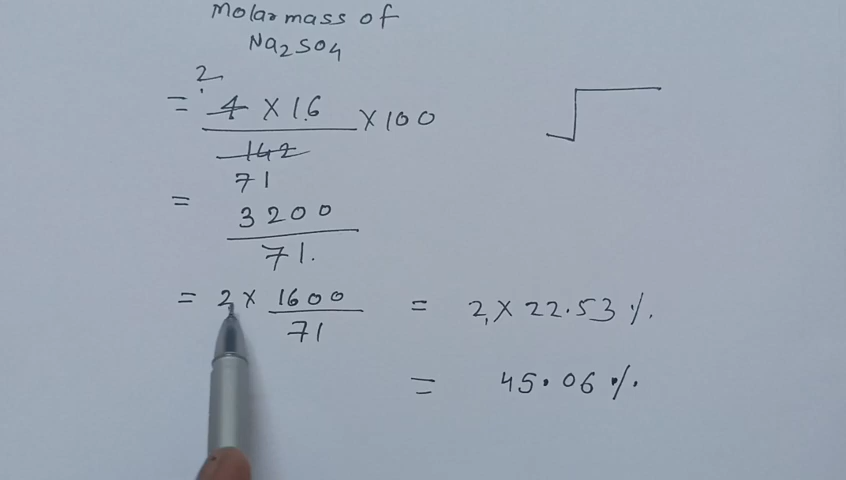 Molar mass of
Na2SO4
2
= 4 × 16 × 100
142
71
= 3200
71.
= 2 × 1600 = 2 × 22.53 %.
71
= 45.06 %.